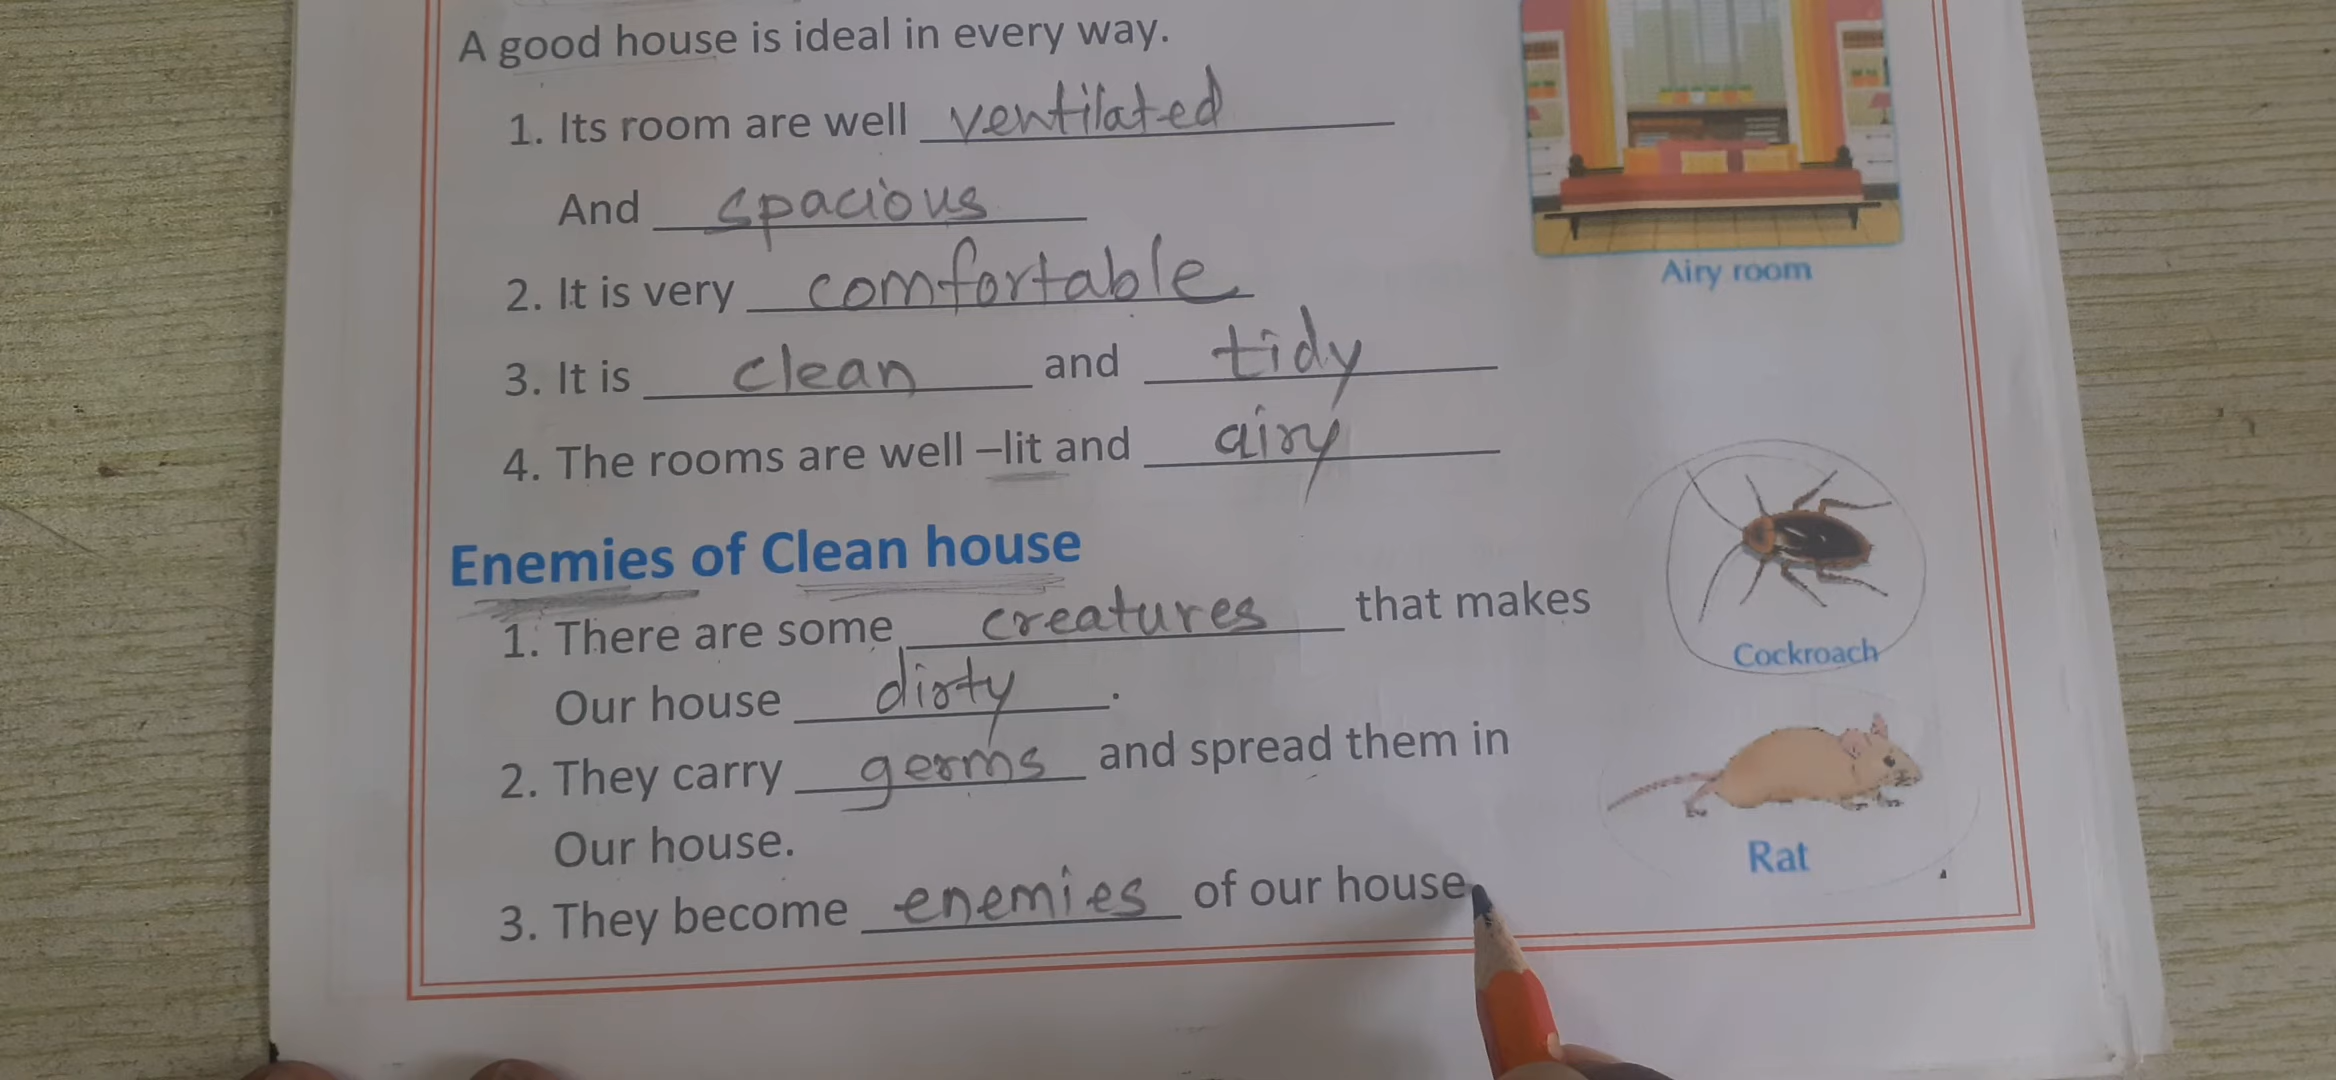 A good house is ideal in every way.
1. Its room are well ventilated
And spacious
2. It is very comfortable
3. It is clean and tidy
4. The rooms are well –lit and airy
Airy room
Enemies of Clean house
1. There are some creatures that makes
Our house dirty.
2. They carry germs and spread them in
Our house.
3. They become enemies of our house
Cockroach
Rat